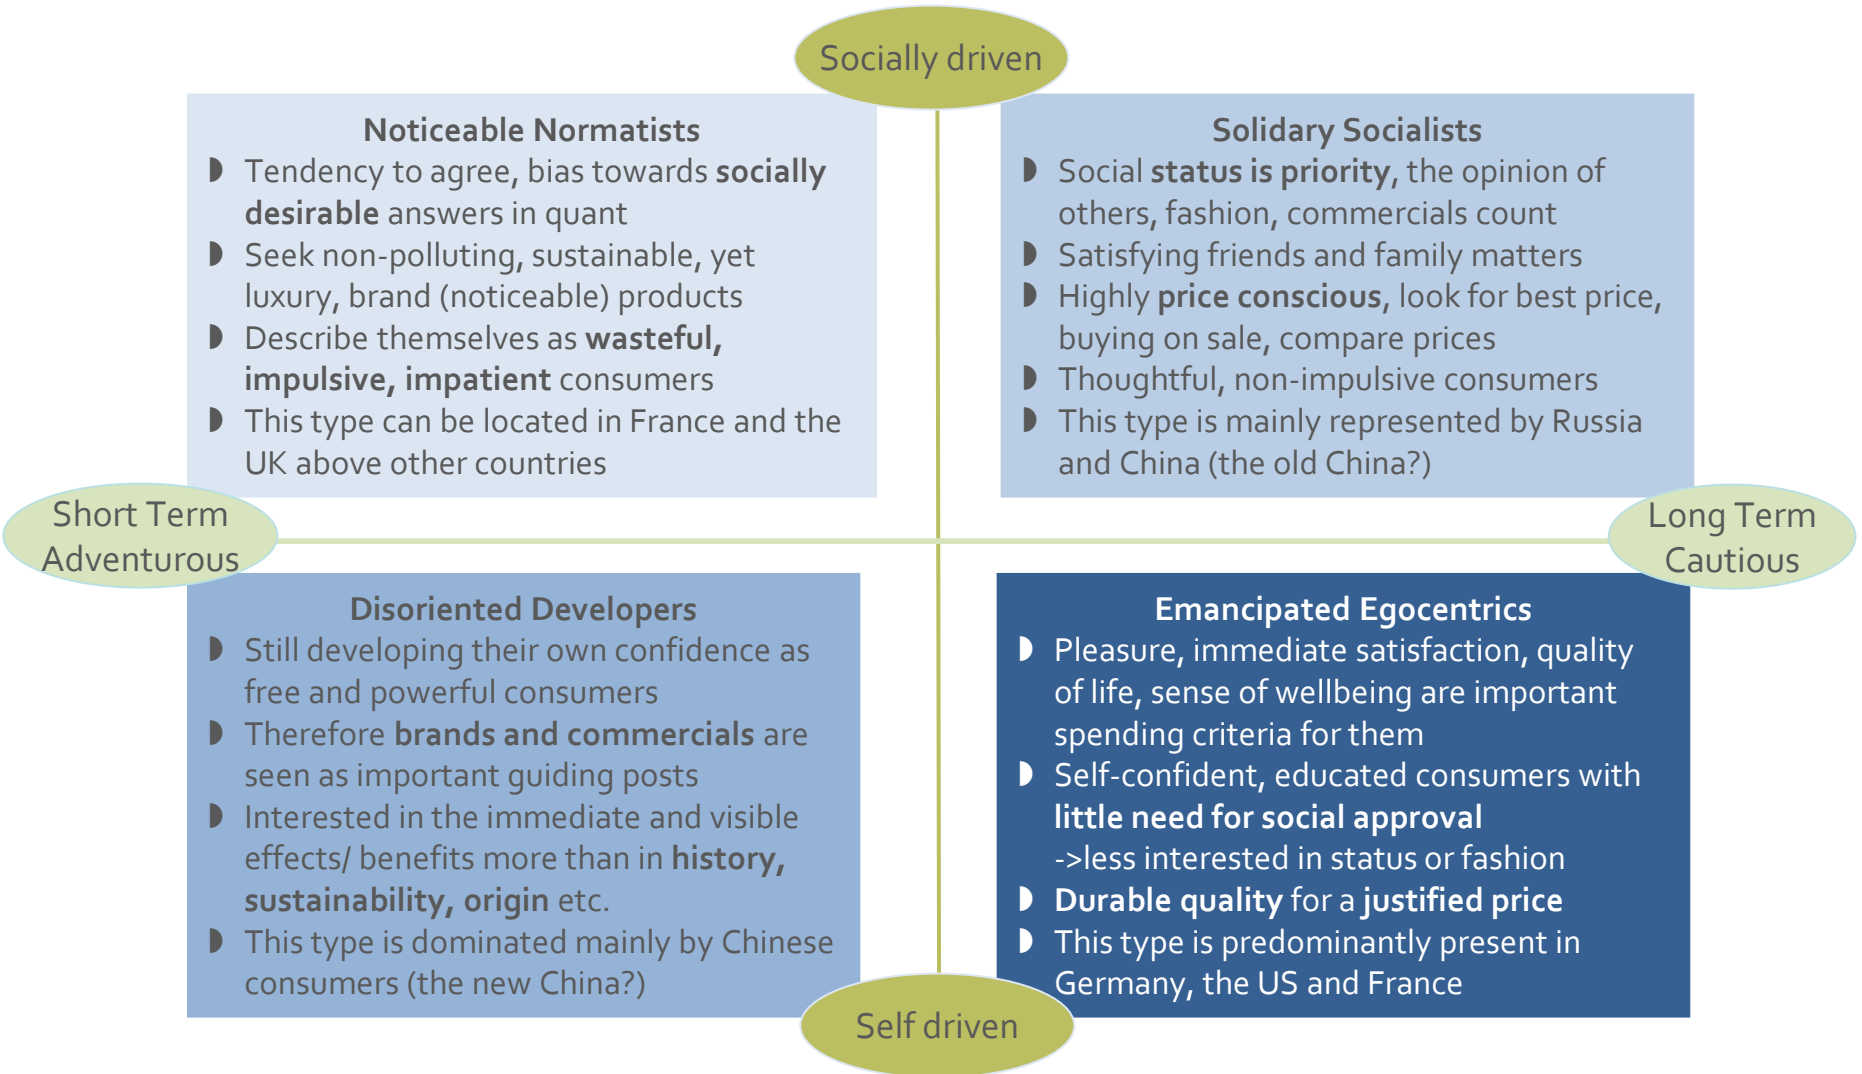 Socially driven
Noticeable Normatists
◗ Tendency to agree, bias towards socially
desirable answers in quant
◗ Seek non-polluting, sustainable, yet
luxury, brand (noticeable) products
◗ Describe themselves as wasteful,
impulsive, impatient consumers
◗ This type can be located in France and the
UK above other countries
Solidary Socialists
◗ Social status is priority, the opinion of
others, fashion, commercials count
◗ Satisfying friends and family matters
◗ Highly price conscious, look for best price,
buying on sale, compare prices
◗ Thoughtful, non-impulsive consumers
◗ This type is mainly represented by Russia
and China (the old China?)
Short Term
Adventurous
Long Term
Cautious
Disoriented Developers
◗ Still developing their own confidence as
free and powerful consumers
◗ Therefore brands and commercials are
seen as important guiding posts
◗ Interested in the immediate and visible
effects/ benefits more than in history,
sustainability, origin etc.
◗ This type is dominated mainly by Chinese
consumers (the new China?)
Emancipated Egocentrics
◗ Pleasure, immediate satisfaction, quality
of life, sense of wellbeing are important
spending criteria for them
◗ Self-confident, educated consumers with
little need for social approval
->less interested in status or fashion
◗ Durable quality for a justified price
◗ This type is predominantly present in
Germany, the US and France
Self driven